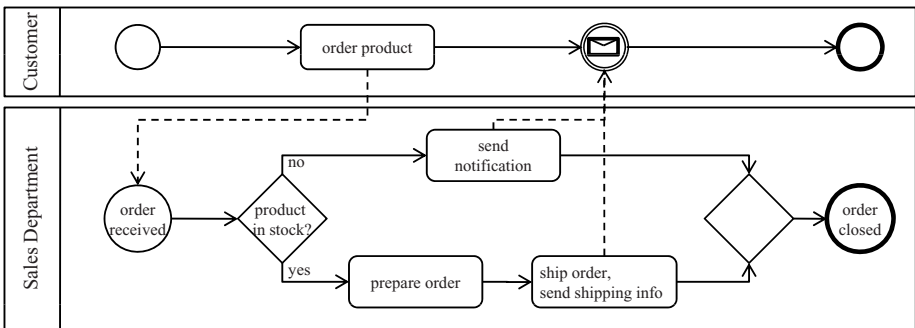 Customer
order product
Sales Department
order
received
product
in stock?
no
send
notification
yes
prepare order
ship order,
send shipping info
order
closed